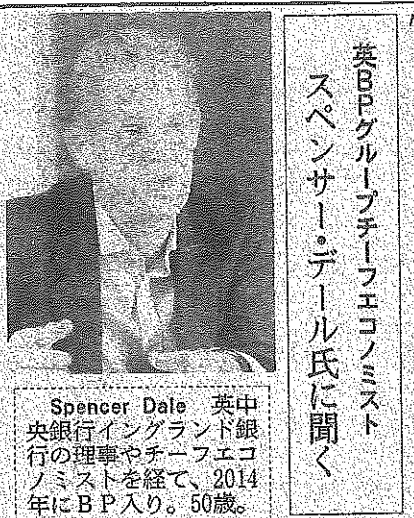 英BPグループチーフエコノミスト
スペンサー・デール氏に聞く
Spencer Dale 英中
央銀行イングランド銀
行の理事やチーフエコ
ノミストを経て、2014
年にBP入り。50歳。